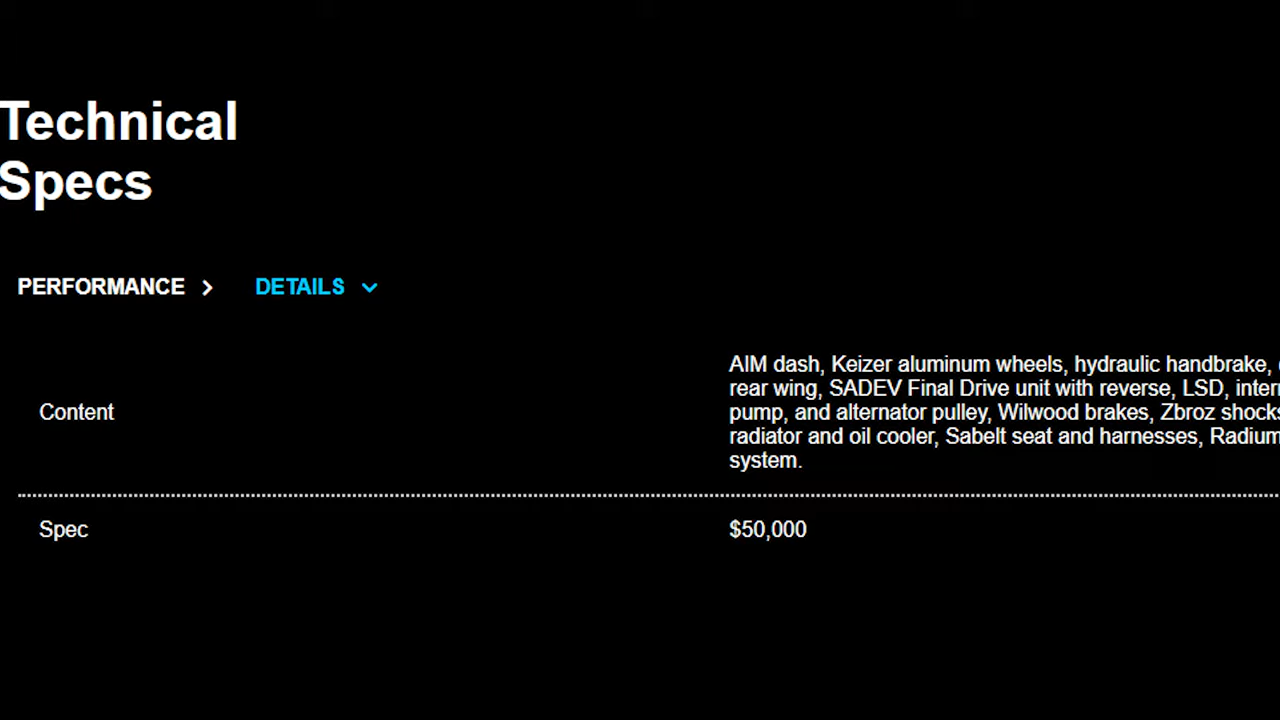 Technical
Specs
PERFORMANCE
DETAILS
Content
AIM dash, Keizer aluminum wheels, hydraulic handbrake,
rear wing, SADEV Final Drive unit with reverse, LSD,
pump, and alternator pulley, Wilwood brakes, Zbroz
radiator and oil cooler, Sabelt seat and harnesses, Radium
system.
Spec
$50,000